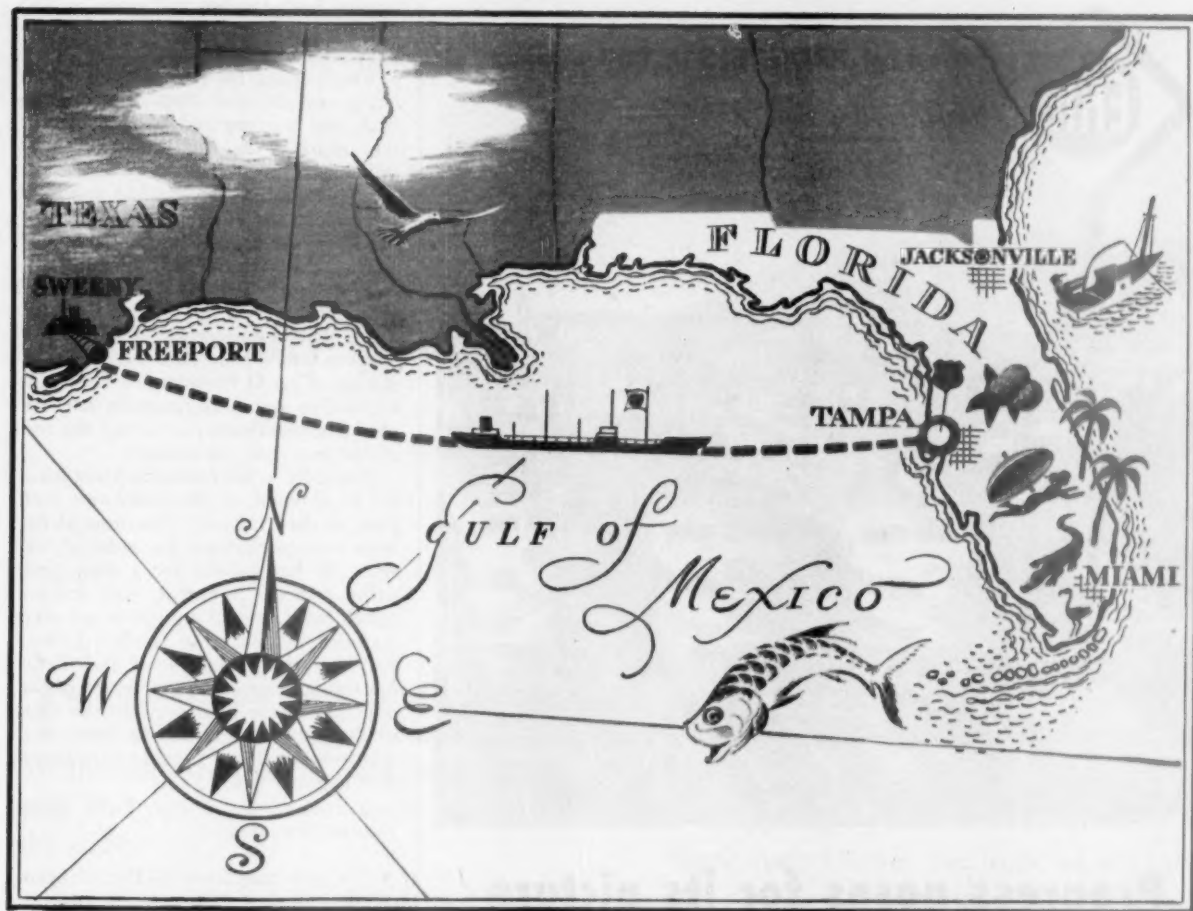 TEXAS
FLORIDA
JACKSONVILLE
SWEENY
FREEPORT
TAMPA
N
GULF OF
MEXICO
MIAMI
W
E
S